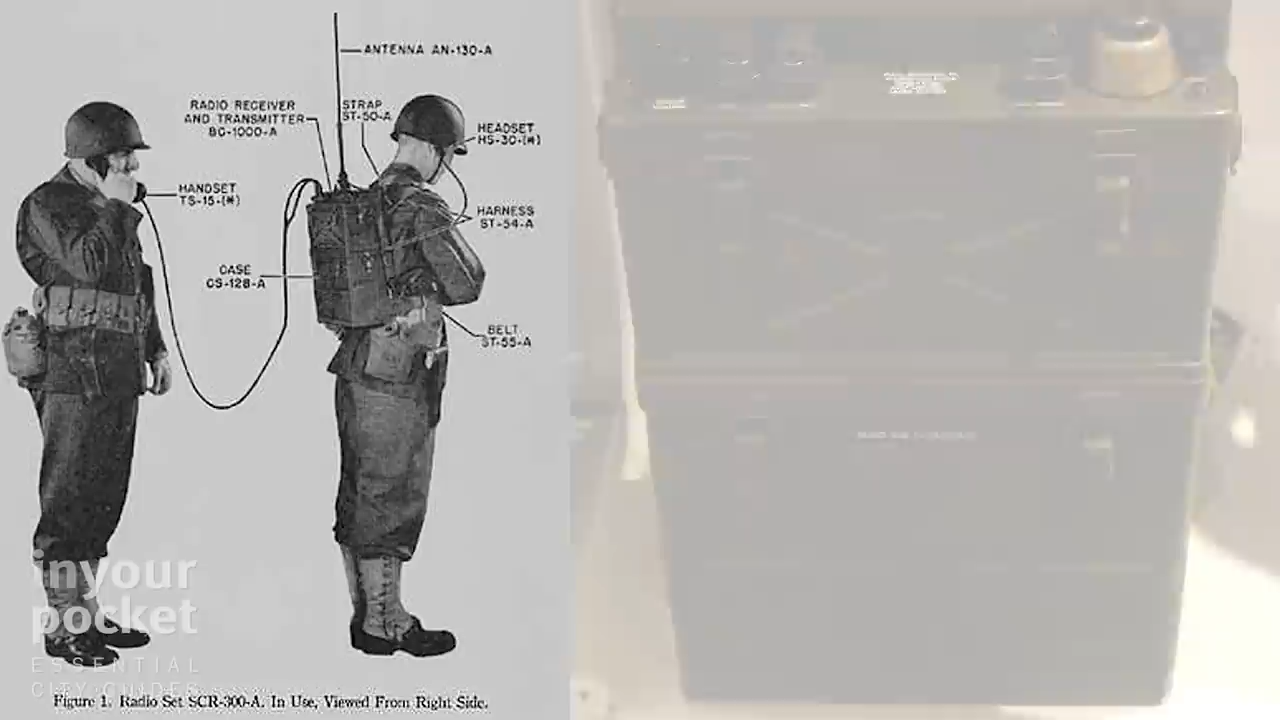 ANTENNA AN-130-A
RADIO RECEIVER
AND TRANSMITTER
BC-1000-A
STRAP
ST-50-A
HEADSET
HS-30-(*)
HANDSET
TS-15-(*)
HARNESS
ST-54-A
CASE
CS-128-A
BELT
ST-55-A
inyour
pocket
ESSENTIAL
CITY GUIDES
Figure 1. Radio Set SCR-300-A. In Use, Viewed From Right Side.